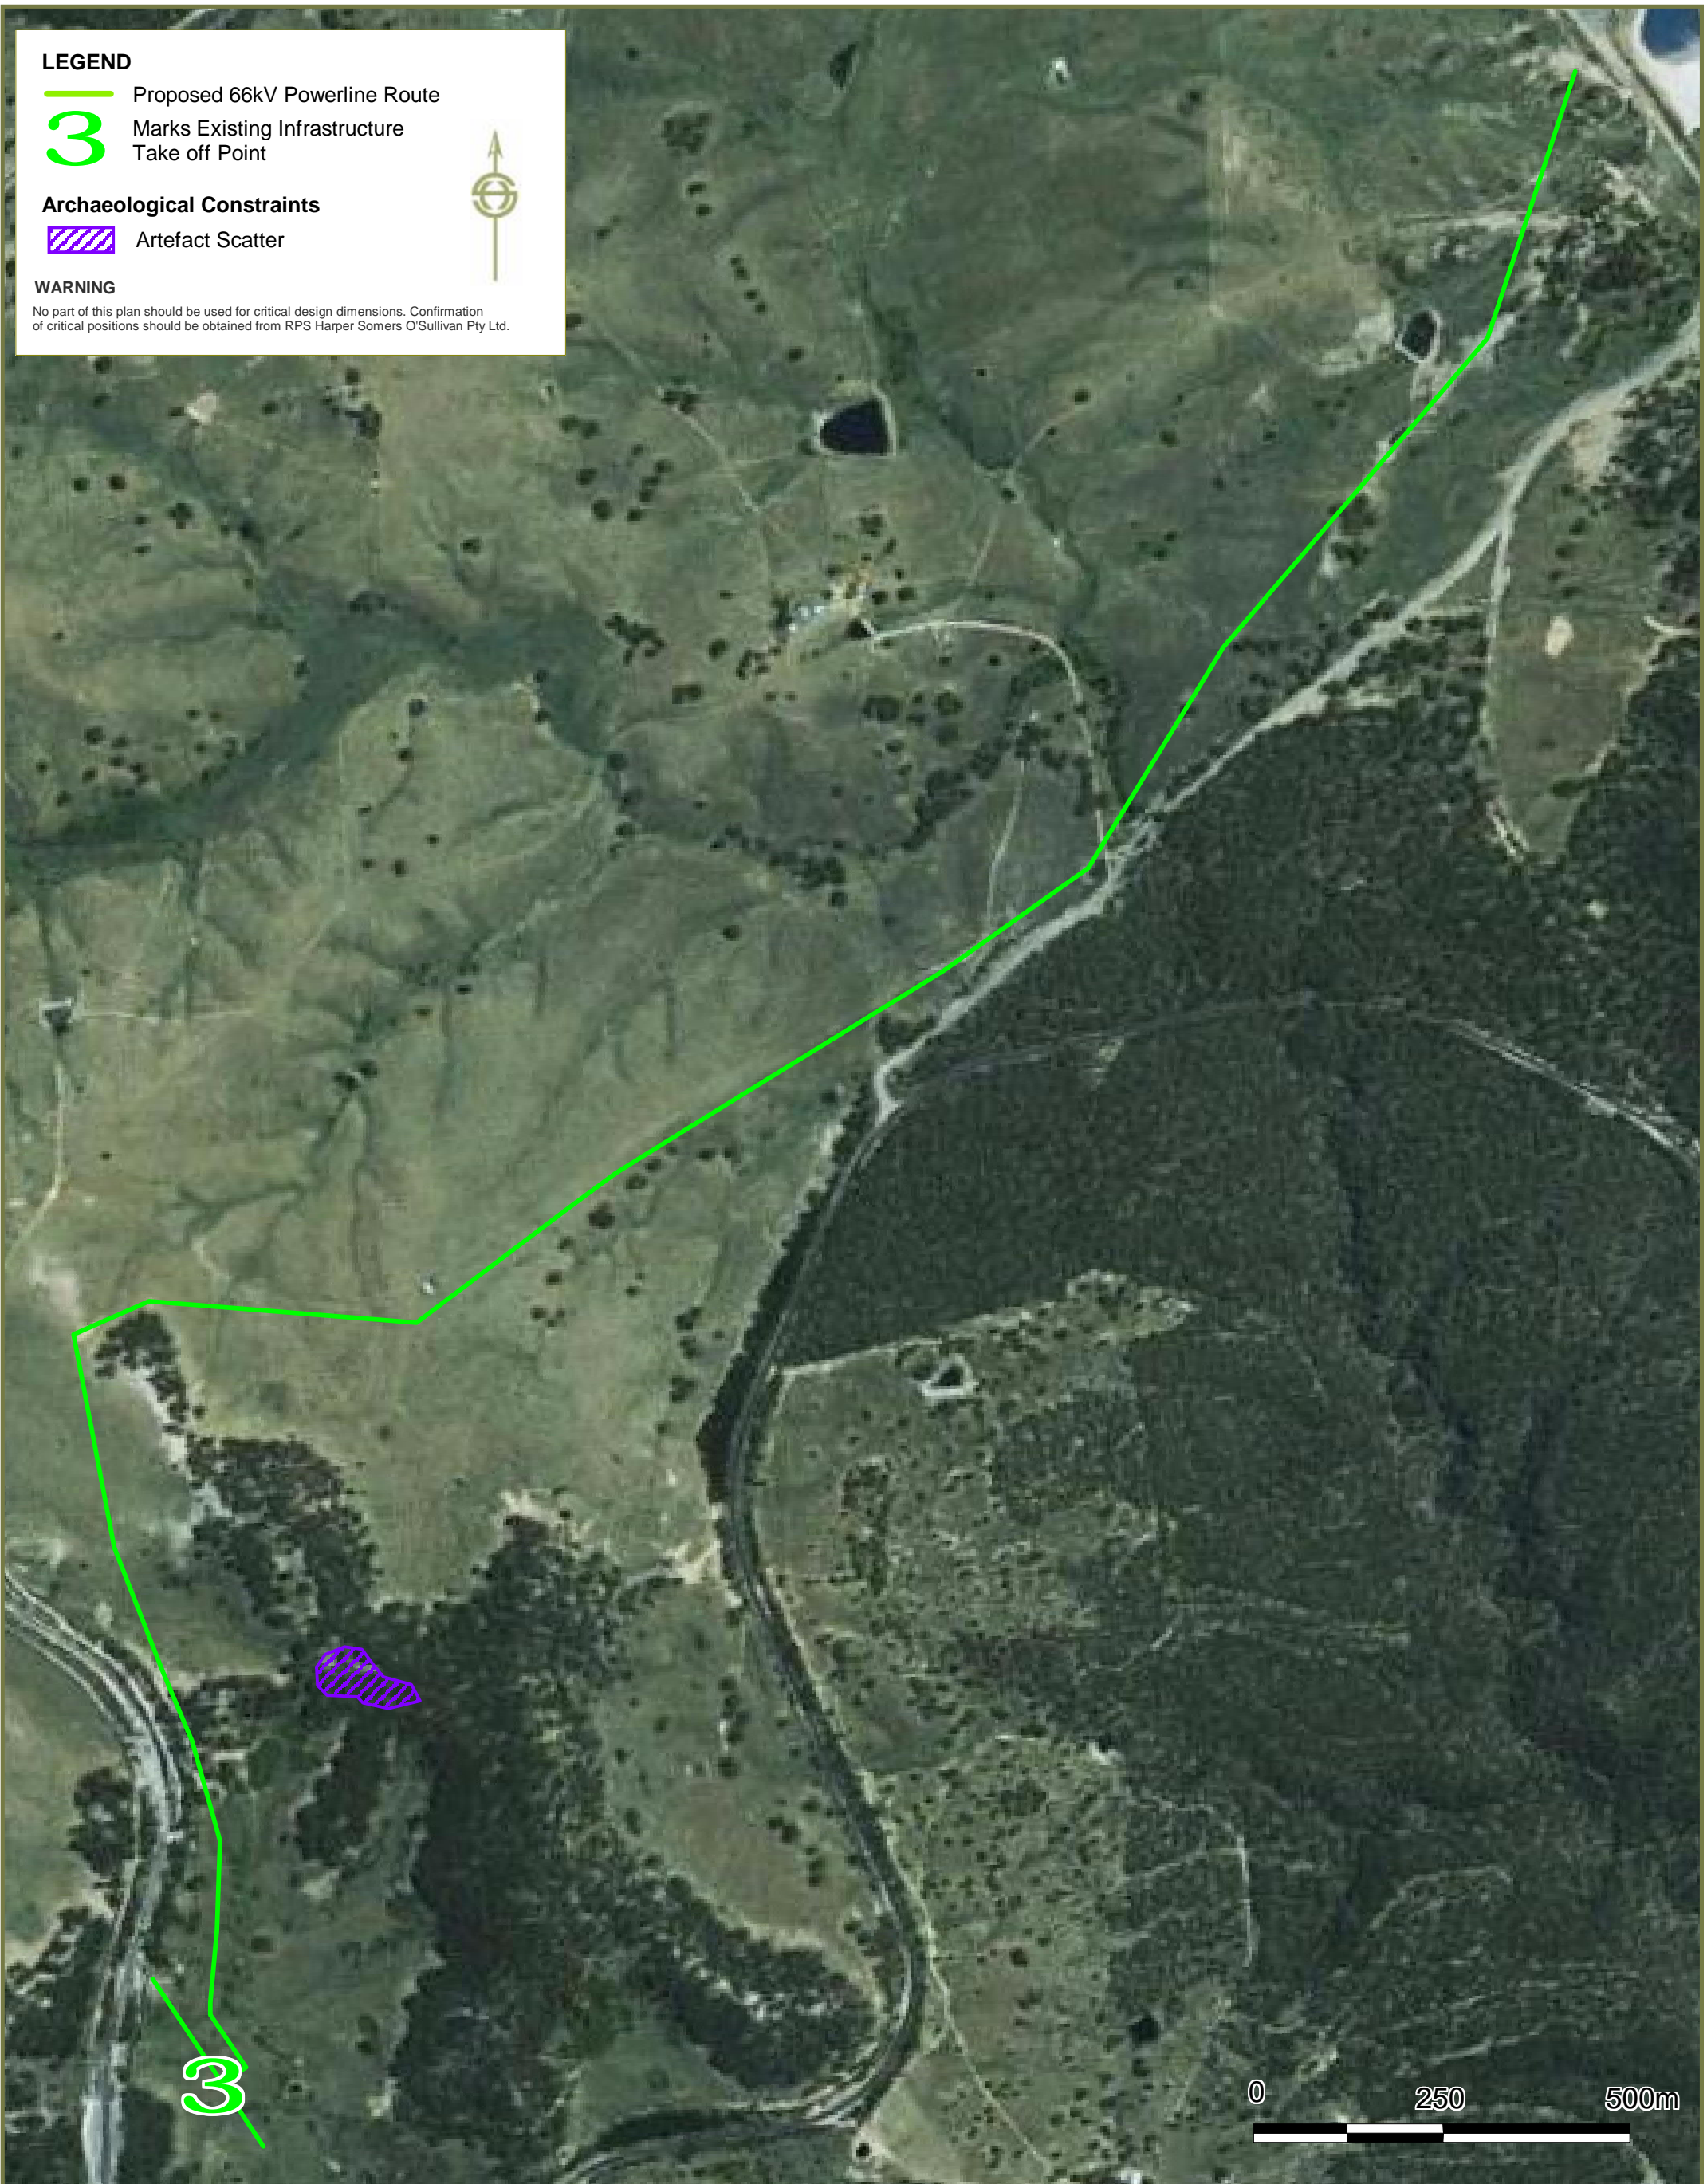 LEGEND
Proposed 66kV Powerline Route
3
Marks Existing Infrastructure
Take off Point
Archaeological Constraints
Artefact Scatter
WARNING
No part of this plan should be used for critical design dimensions. Confirmation
of critical positions should be obtained from RPS Harper Somers O'Sullivan Pty Ltd.
3
0 250 500m